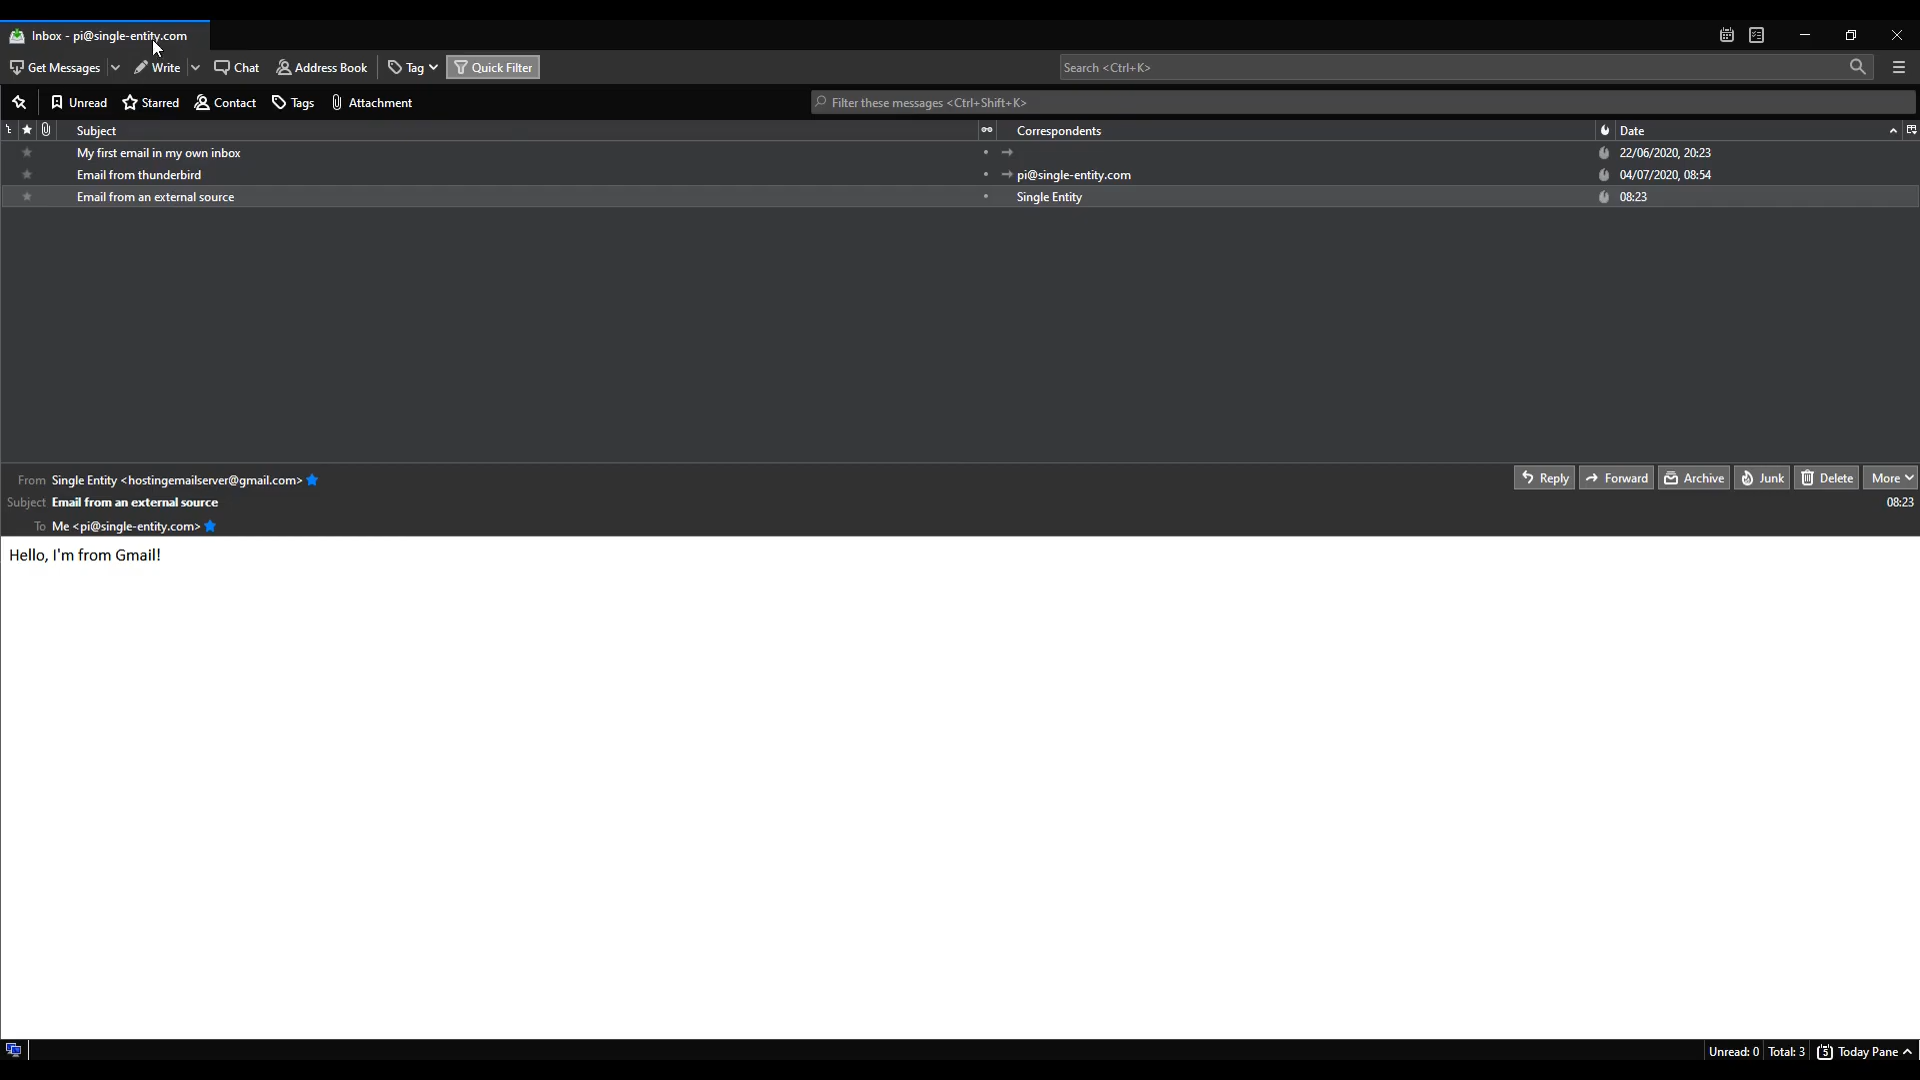 Inbox - pi@single-entity.com
Get Messages Write Chat Address Book Tag Quick Filter Search <Ctrl+K>
Unread Starred Contact Tags Attachment Filter these messages <Ctrl+Shift+K>
Subject Correspondents Date
My first email in my own inbox → 22/06/2020, 20:23
Email from thunderbird → pi@single-entity.com 04/07/2020, 08:54
Email from an external source Single Entity 08:23
From Single Entity <hostingemailserver@gmail.com> Reply Forward Archive Junk Delete More
Subject Email from an external source 08:23
To Me <pi@single-entity.com>
Hello, I'm from Gmail!
Unread: 0 Total: 3 5 Today Pane